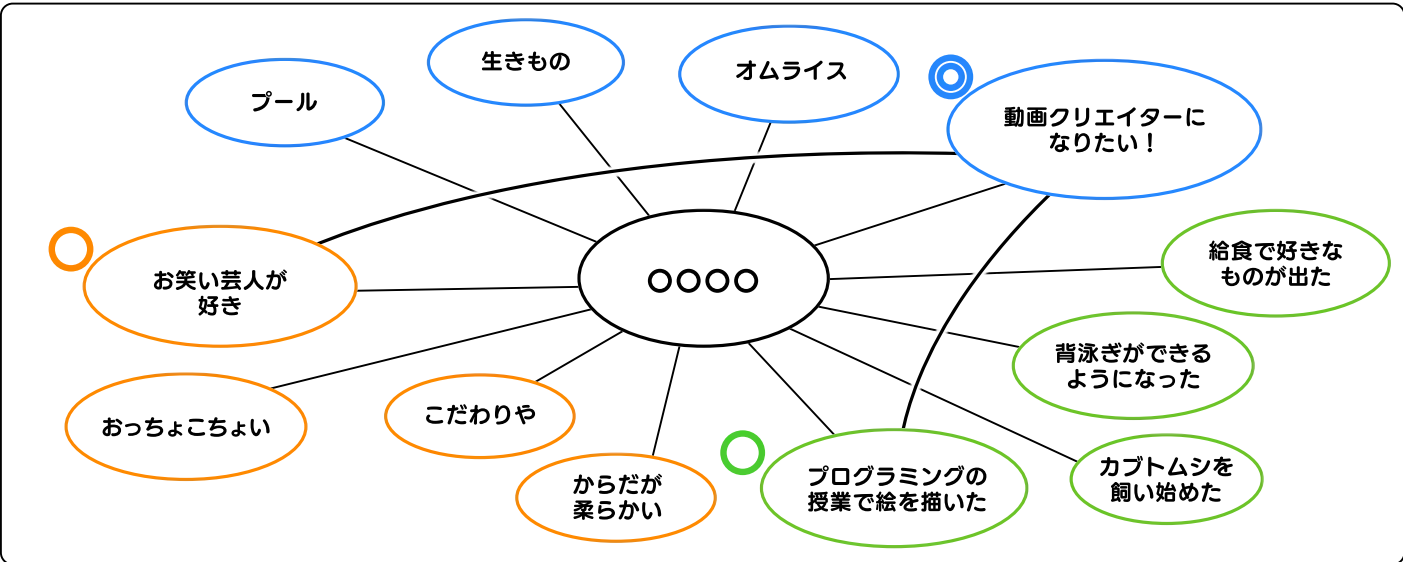 プール
生きもの
オムライス
動画クリエイターに
なりたい！
お笑い芸人が
好き
〇〇〇〇
給食で好きな
ものが出た
背泳ぎができる
ようになった
おっちょこちょい
こだわりや
からだが
柔らかい
プログラミングの
授業で絵を描いた
カブトムシを
飼い始めた